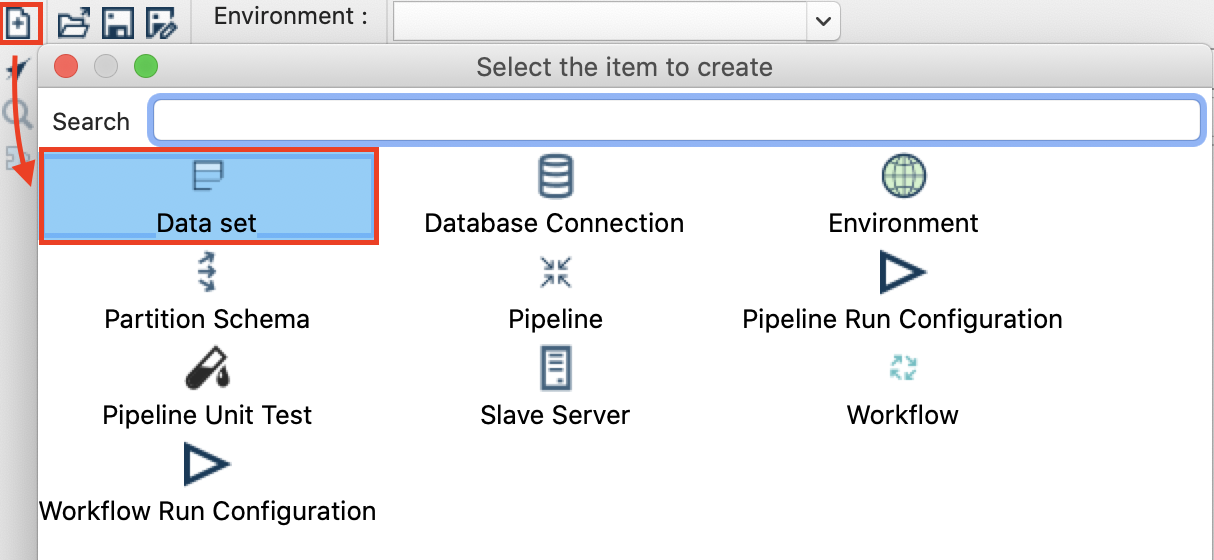 Environment :
Select the item to create
Search
Data set
Database Connection
Environment
Partition Schema
Pipeline
Pipeline Run Configuration
Pipeline Unit Test
Slave Server
Workflow
Workflow Run Configuration